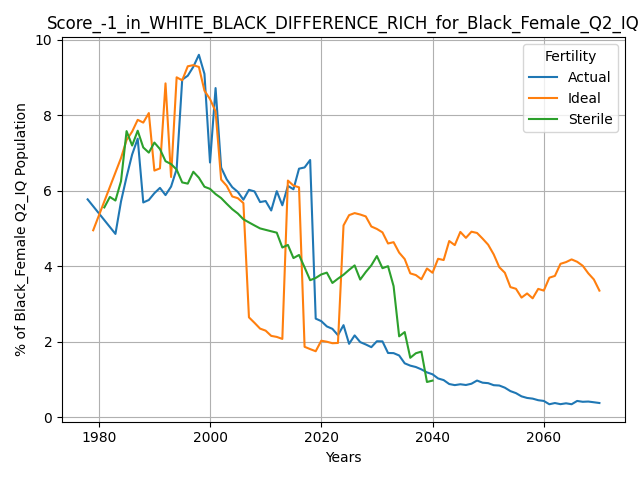 Score_-1_in_WHITE_BLACK_DIFFERENCE_RICH_for_Black_Female_Q2_IQ
% of Black_Female Q2_IQ Population
10
8
6
4
2
0
Fertility
Actual
Ideal
Sterile
1980
2000
2020
2040
2060
Years